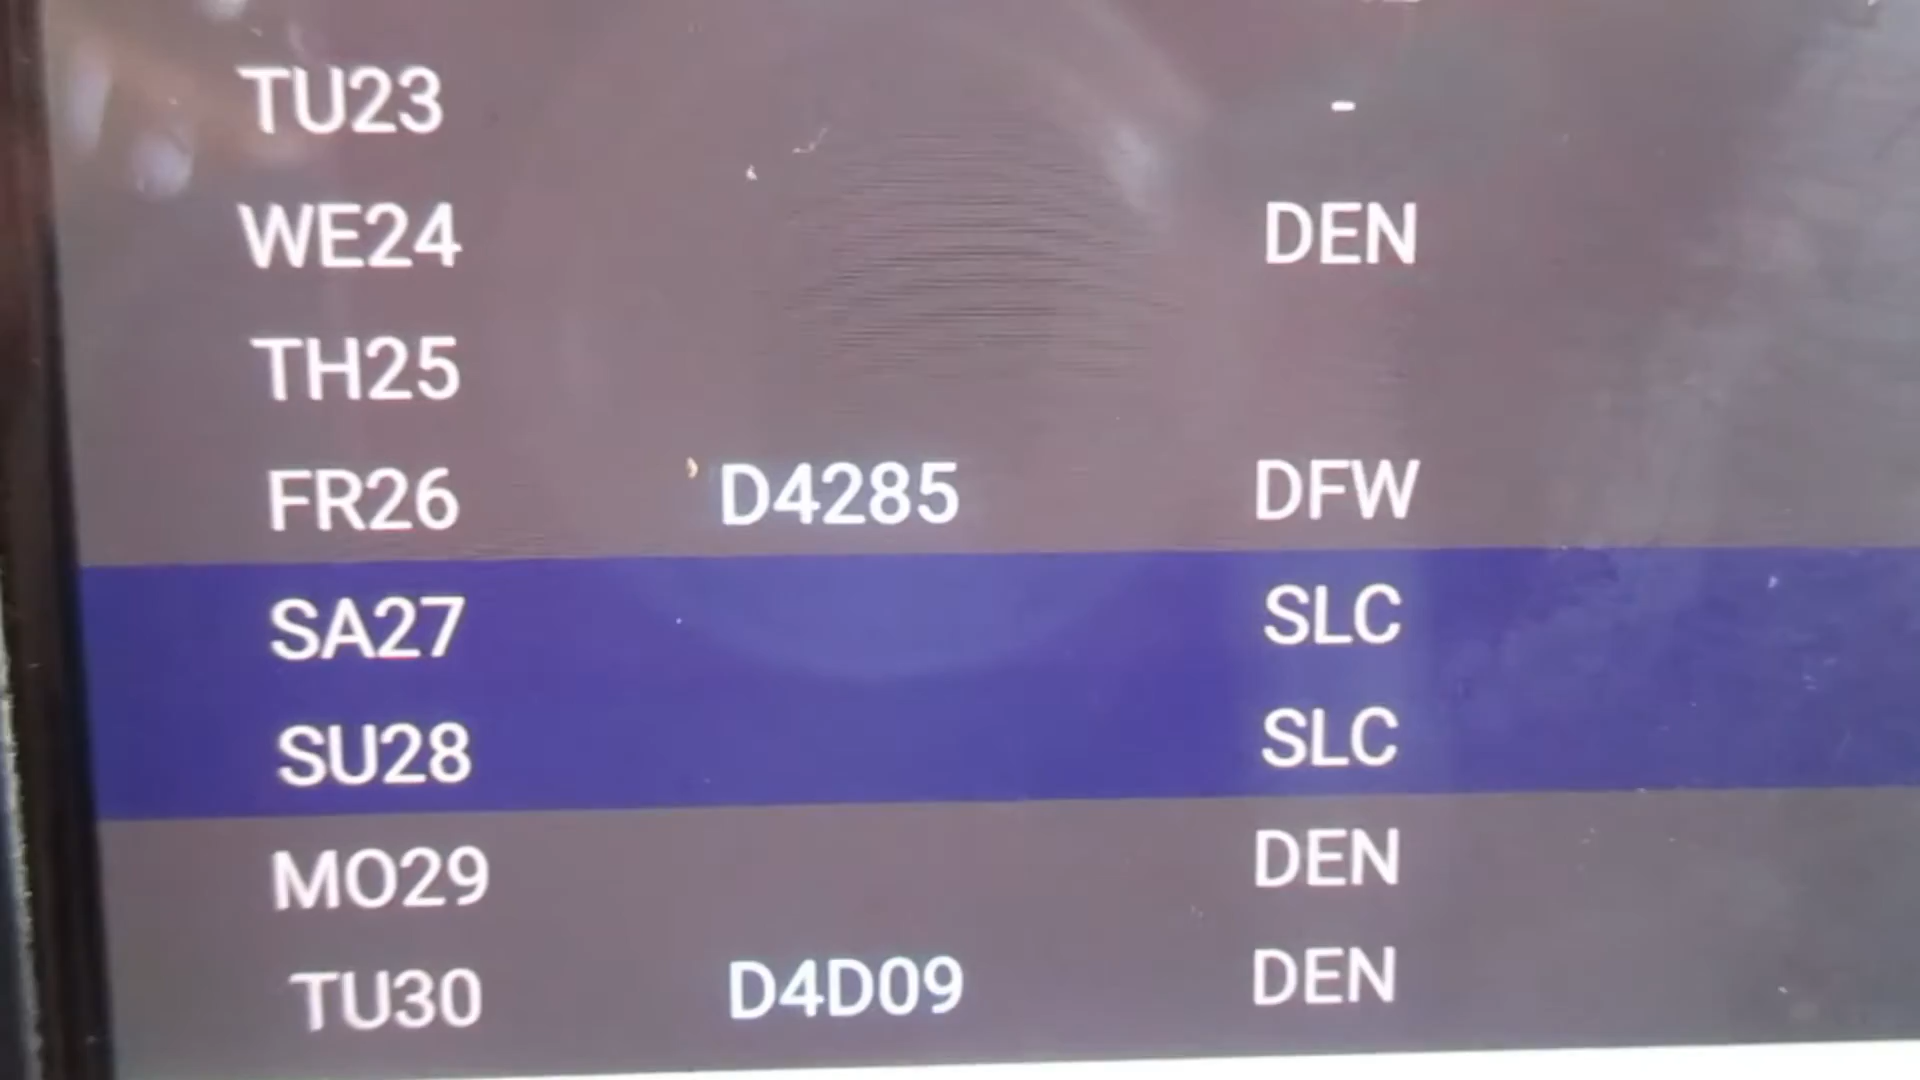 TU23 -
WE24 DEN
TH25
FR26 D4285 DFW
SA27 SLC
SU28 SLC
MO29 DEN
TU30 D4D09 DEN